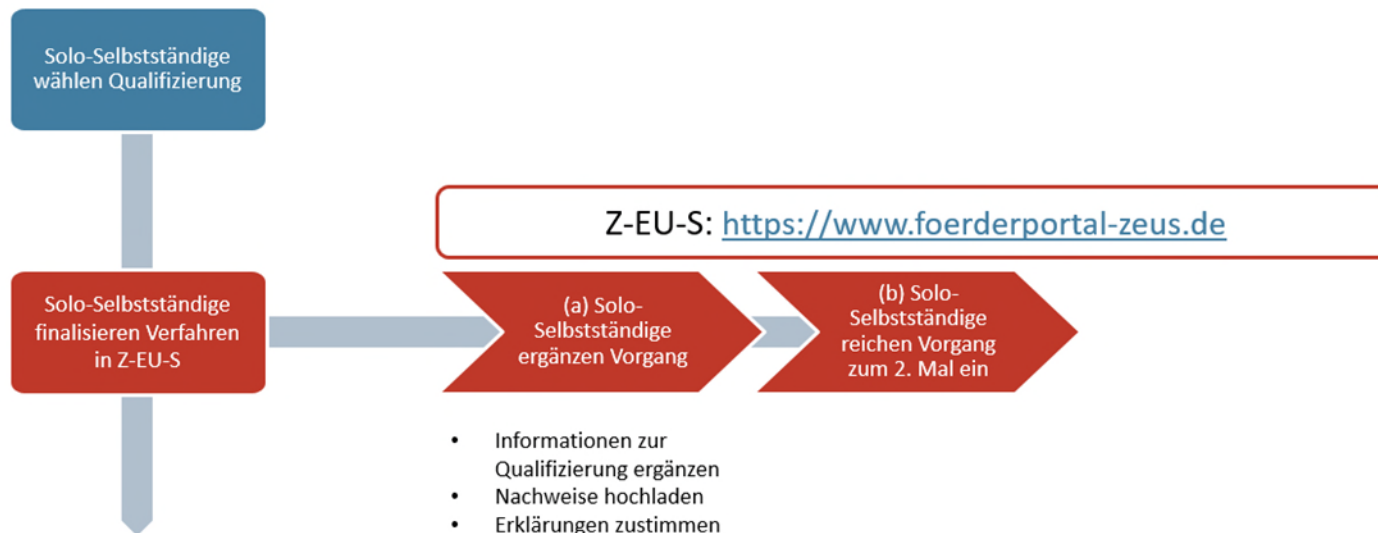 Solo-Selbstständige
wählen Qualifizierung
Z-EU-S: https://www.foerderportal-zeus.de
Solo-Selbstständige
finalisieren Verfahren
in Z-EU-S
(a) Solo-
Selbstständige
ergänzen Vorgang
(b) Solo-
Selbstständige
reichen Vorgang
zum 2. Mal ein
• Informationen zur
Qualifizierung ergänzen
• Nachweise hochladen
• Erklärungen zustimmen